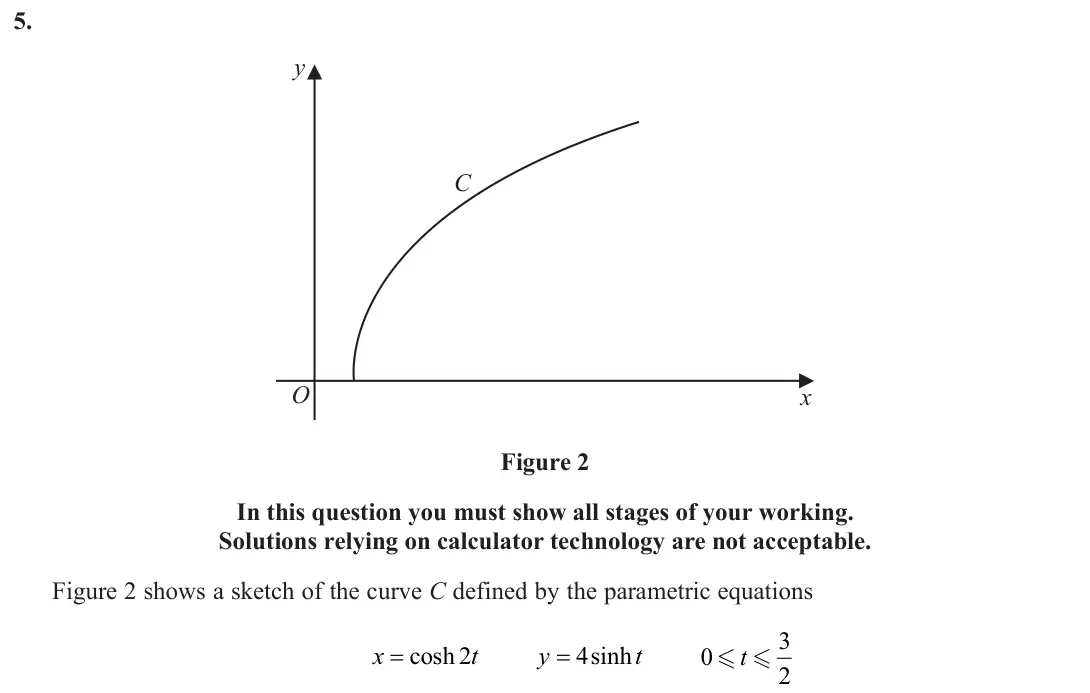 5.
y
C
O
x
Figure 2
In this question you must show all stages of your working.
Solutions relying on calculator technology are not acceptable.
Figure 2 shows a sketch of the curve C defined by the parametric equations
x = cosh 2t y = 4 sinh t 0 ⩽ t ⩽ 3/2